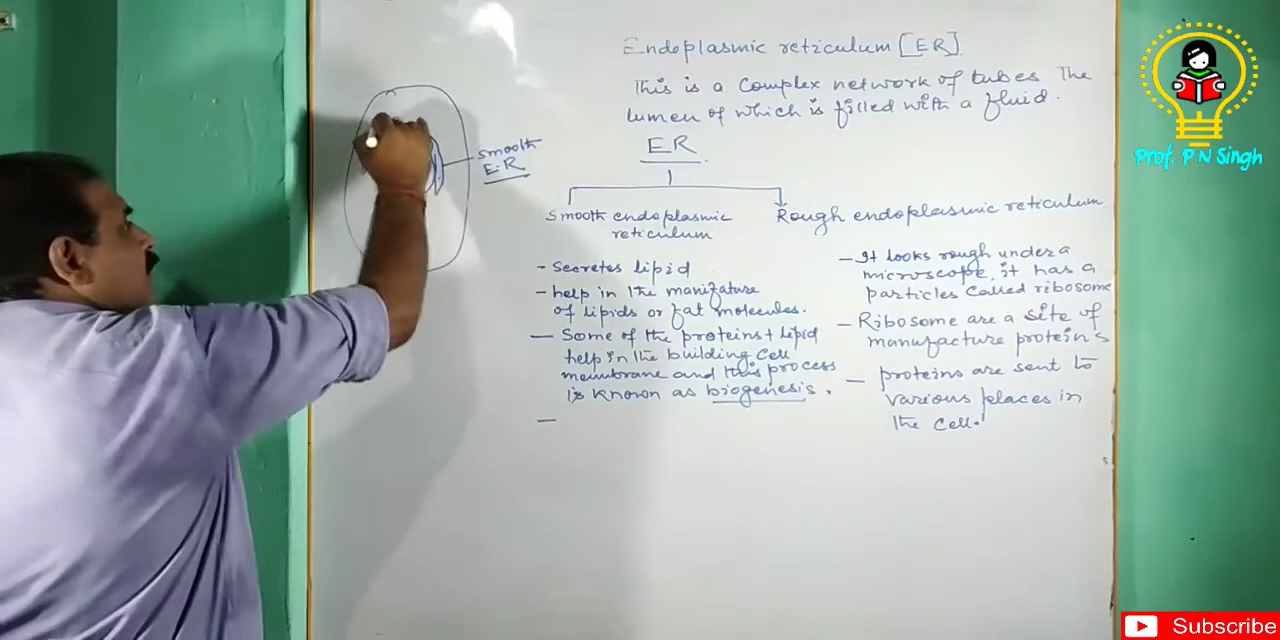 Endoplasmic reticulum [ER]
This is a complex network of tubes The
lumen of which is filled with a fluid.
ER
smooth
E.R
Smooth endoplasmic
reticulum
- Secretes lipid
- help in the manufature
of lipids or fat molecules.
- Some of the proteins + lipid
help in the building cell
membrane and this process
is known as biogenesis.
-
Rough endoplasmic reticulum
- It looks rough under a
microscope, it has a
particles called ribosome
- Ribosome are a site of
manufacture proteins
- proteins are sent to
various places in
the cell.
Prof. P N Singh
Subscribe